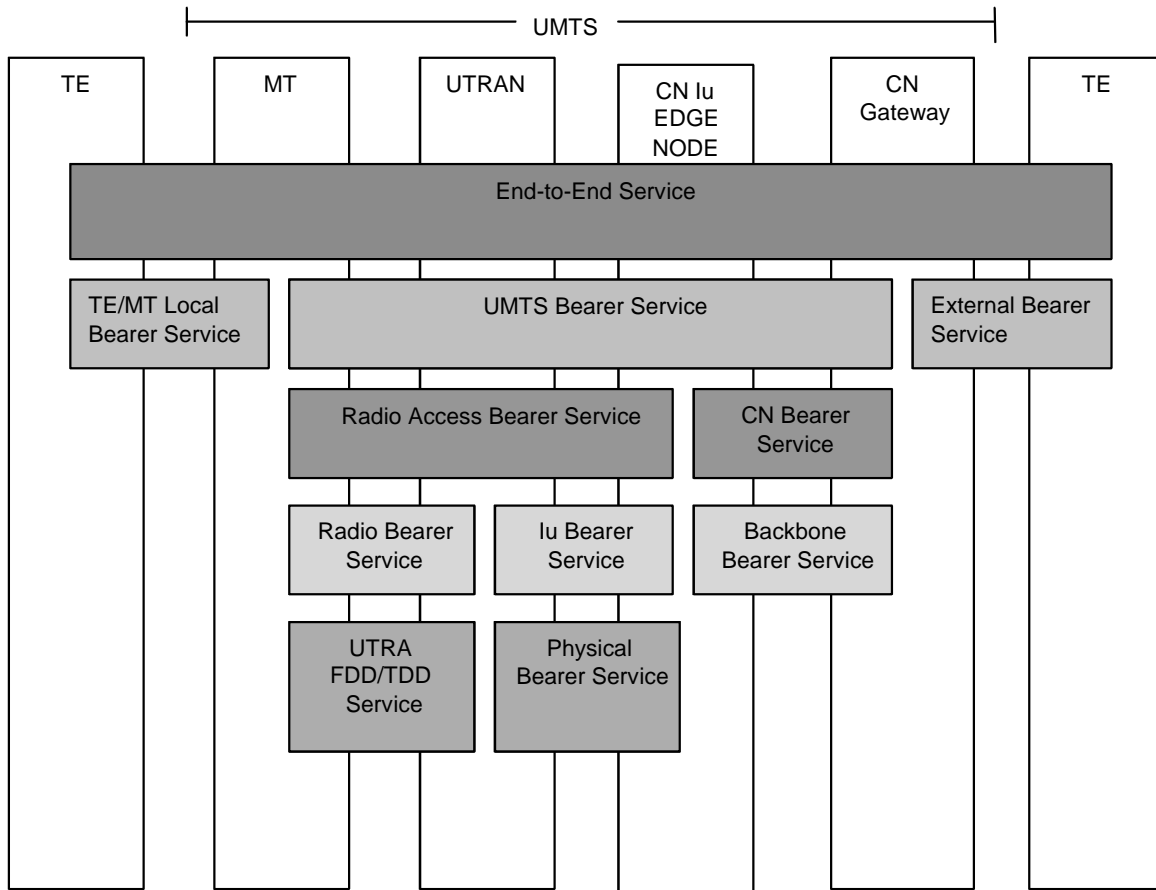 UMTS
TE
MT
UTRAN
CN Iu
EDGE
NODE
CN
Gateway
TE
End-to-End Service
TE/MT Local
Bearer Service
UMTS Bearer Service
External Bearer
Service
Radio Access Bearer Service
CN Bearer
Service
Radio Bearer
Service
Iu Bearer
Service
Backbone
Bearer Service
UTRA
FDD/TDD
Service
Physical
Bearer Service